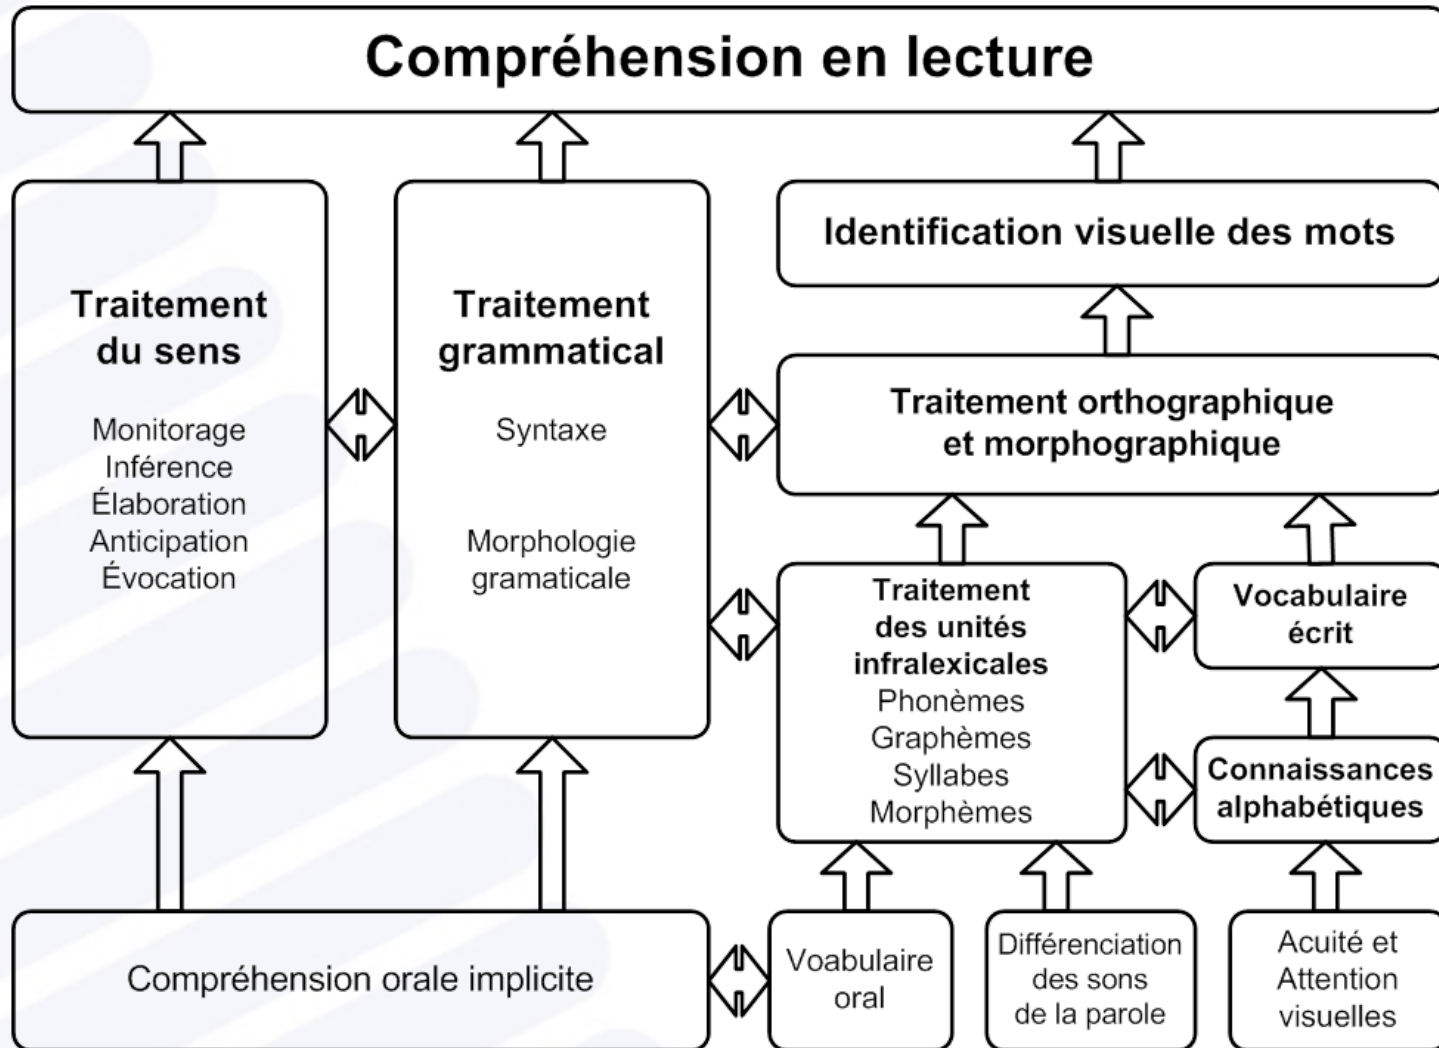 Compréhension en lecture
Traitement
du sens
Monitorage
Inférence
Élaboration
Anticipation
Évocation
Traitement
grammatical
Syntaxe
Morphologie
gramaticale
Identification visuelle des mots
Traitement orthographique
et morphographique
Traitement
des unités
infralexicales
Phonèmes
Graphèmes
Syllabes
Morphèmes
Vocabulaire
écrit
Connaissances
alphabétiques
Compréhension orale implicite
Voabulaire
oral
Différenciation
des sons
de la parole
Acuité et
Attention
visuelles